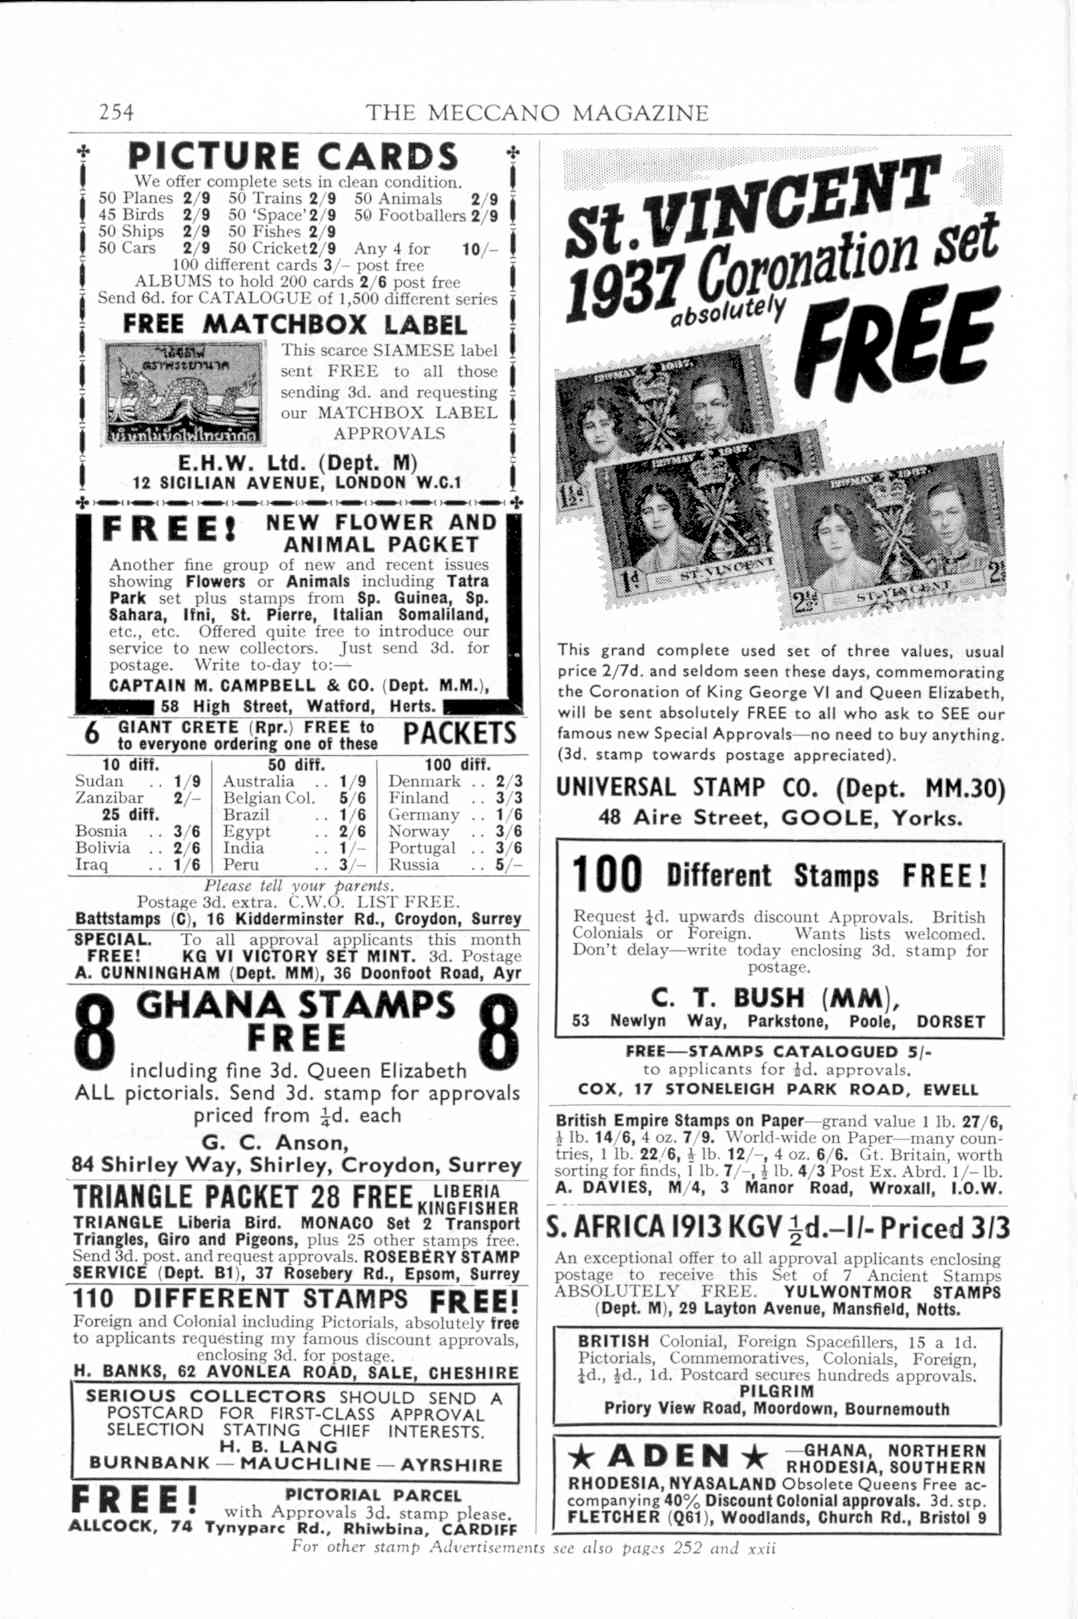 254
THE MECCANO MAGAZINE
PICTURE CARDS
We offer complete sets in clean condition.
50 Planes 2/9 50 Trains 2/9 50 Animals 2/9
45 Birds 2/9 50 'Space' 2/9 50 Footballers 2/9
50 Ships 2/9 50 Fishes 2/9
50 Cars 2/9 50 Cricket 2/9 Any 4 for 10/-
100 different cards 3/- post free
ALBUMS to hold 200 cards 2/6 post free
Send 6d. for CATALOGUE of 1,500 different series
FREE MATCHBOX LABEL
This scarce SIAMESE label
sent FREE to all those
sending 3d. and requesting
our MATCHBOX LABEL
APPROVALS
E.H.W. Ltd. (Dept. M)
12 SICILIAN AVENUE, LONDON W.C.1
FREE! NEW FLOWER AND
ANIMAL PACKET
Another fine group of new and recent issues
showing Flowers or Animals including Tatra
Park set plus stamps from Sp. Guinea, Sp.
Sahara, Ifni, St. Pierre, Italian Somaliland,
etc., etc. Offered quite free to introduce our
service to new collectors. Just send 3d. for
postage. Write to-day to:—
CAPTAIN M. CAMPBELL & CO. (Dept. M.M.),
58 High Street, Watford, Herts.
6 GIANT CRETE (Rpr.) FREE to
to everyone ordering one of these PACKETS
10 diff.
Sudan .. 1/9
Zanzibar 2/-
25 diff.
Bosnia .. 3/6
Bolivia .. 2/6
Iraq .. 1/6
50 diff.
Australia .. 1/9
Belgian Col. 5/6
Brazil .. 1/6
Egypt .. 2/6
India .. 1/-
Peru .. 3/-
100 diff.
Denmark .. 2/3
Finland .. 3/3
Germany .. 1/6
Norway .. 3/6
Portugal .. 3/6
Russia .. 5/-
Please tell your parents.
Postage 3d. extra. C.W.O. LIST FREE.
Battstamps (C), 16 Kidderminster Rd., Croydon, Surrey
SPECIAL. To all approval applicants this month
FREE! KG VI VICTORY SET MINT. 3d. Postage
A. CUNNINGHAM (Dept. MM), 36 Doonfoot Road, Ayr
8 GHANA STAMPS 8
FREE
including fine 3d. Queen Elizabeth
ALL pictorials. Send 3d. stamp for approvals
priced from ¼d. each
G. C. Anson,
84 Shirley Way, Shirley, Croydon, Surrey
TRIANGLE PACKET 28 FREE LIBERIA
KINGFISHER
TRIANGLE Liberia Bird. MONACO Set 2 Transport
Triangles, Giro and Pigeons, plus 25 other stamps free.
Send 3d. post. and request approvals. ROSEBERY STAMP
SERVICE (Dept. B1), 37 Rosebery Rd., Epsom, Surrey
110 DIFFERENT STAMPS FREE!
Foreign and Colonial including Pictorials, absolutely free
to applicants requesting my famous discount approvals,
enclosing 3d. for postage.
H. BANKS, 62 AVONLEA ROAD, SALE, CHESHIRE
SERIOUS COLLECTORS SHOULD SEND A
POSTCARD FOR FIRST-CLASS APPROVAL
SELECTION STATING CHIEF INTERESTS.
H. B. LANG
BURNBANK — MAUCHLINE — AYRSHIRE
FREE! PICTORIAL PARCEL
with Approvals 3d. stamp please.
ALLCOCK, 74 Tynyparc Rd., Rhiwbina, CARDIFF
St. VINCENT
1937 Coronation set
absolutely FREE
12TH MAY 1937.
1½d.
12TH MAY 1937.
1d
ST. VINCENT
12TH MAY 1937.
2½d
ST. VINCENT
This grand complete used set of three values, usual
price 2/7d. and seldom seen these days, commemorating
the Coronation of King George VI and Queen Elizabeth,
will be sent absolutely FREE to all who ask to SEE our
famous new Special Approvals—no need to buy anything.
(3d. stamp towards postage appreciated).
UNIVERSAL STAMP CO. (Dept. MM.30)
48 Aire Street, GOOLE, Yorks.
100 Different Stamps FREE!
Request ¼d. upwards discount Approvals. British
Colonials or Foreign. Wants lists welcomed.
Don't delay—write today enclosing 3d. stamp for
postage.
C. T. BUSH (MM),
53 Newlyn Way, Parkstone, Poole, DORSET
FREE—STAMPS CATALOGUED 5/-
to applicants for ½d. approvals.
COX, 17 STONELEIGH PARK ROAD, EWELL
British Empire Stamps on Paper—grand value 1 lb. 27/6,
½ lb. 14/6, 4 oz. 7/9. World-wide on Paper—many coun-
tries, 1 lb. 22/6, ½ lb. 12/-, 4 oz. 6/6. Gt. Britain, worth
sorting for finds, 1 lb. 7/-, ½ lb. 4/3 Post Ex. Abrd. 1/- lb.
A. DAVIES, M/4, 3 Manor Road, Wroxall, I.O.W.
S. AFRICA 1913 KGV ½d.-1/- Priced 3/3
An exceptional offer to all approval applicants enclosing
postage to receive this Set of 7 Ancient Stamps
ABSOLUTELY FREE. YULWONTMOR STAMPS
(Dept. M), 29 Layton Avenue, Mansfield, Notts.
BRITISH Colonial, Foreign Spacefillers, 15 a 1d.
Pictorials, Commemoratives, Colonials, Foreign,
¼d., ½d., 1d. Postcard secures hundreds approvals.
PILGRIM
Priory View Road, Moordown, Bournemouth
★ ADEN ★ —GHANA, NORTHERN
RHODESIA, SOUTHERN
RHODESIA, NYASALAND Obsolete Queens Free ac-
companying 40% Discount Colonial approvals. 3d. stp.
FLETCHER (Q61), Woodlands, Church Rd., Bristol 9
For other stamp Advertisements see also pages 252 and xxii